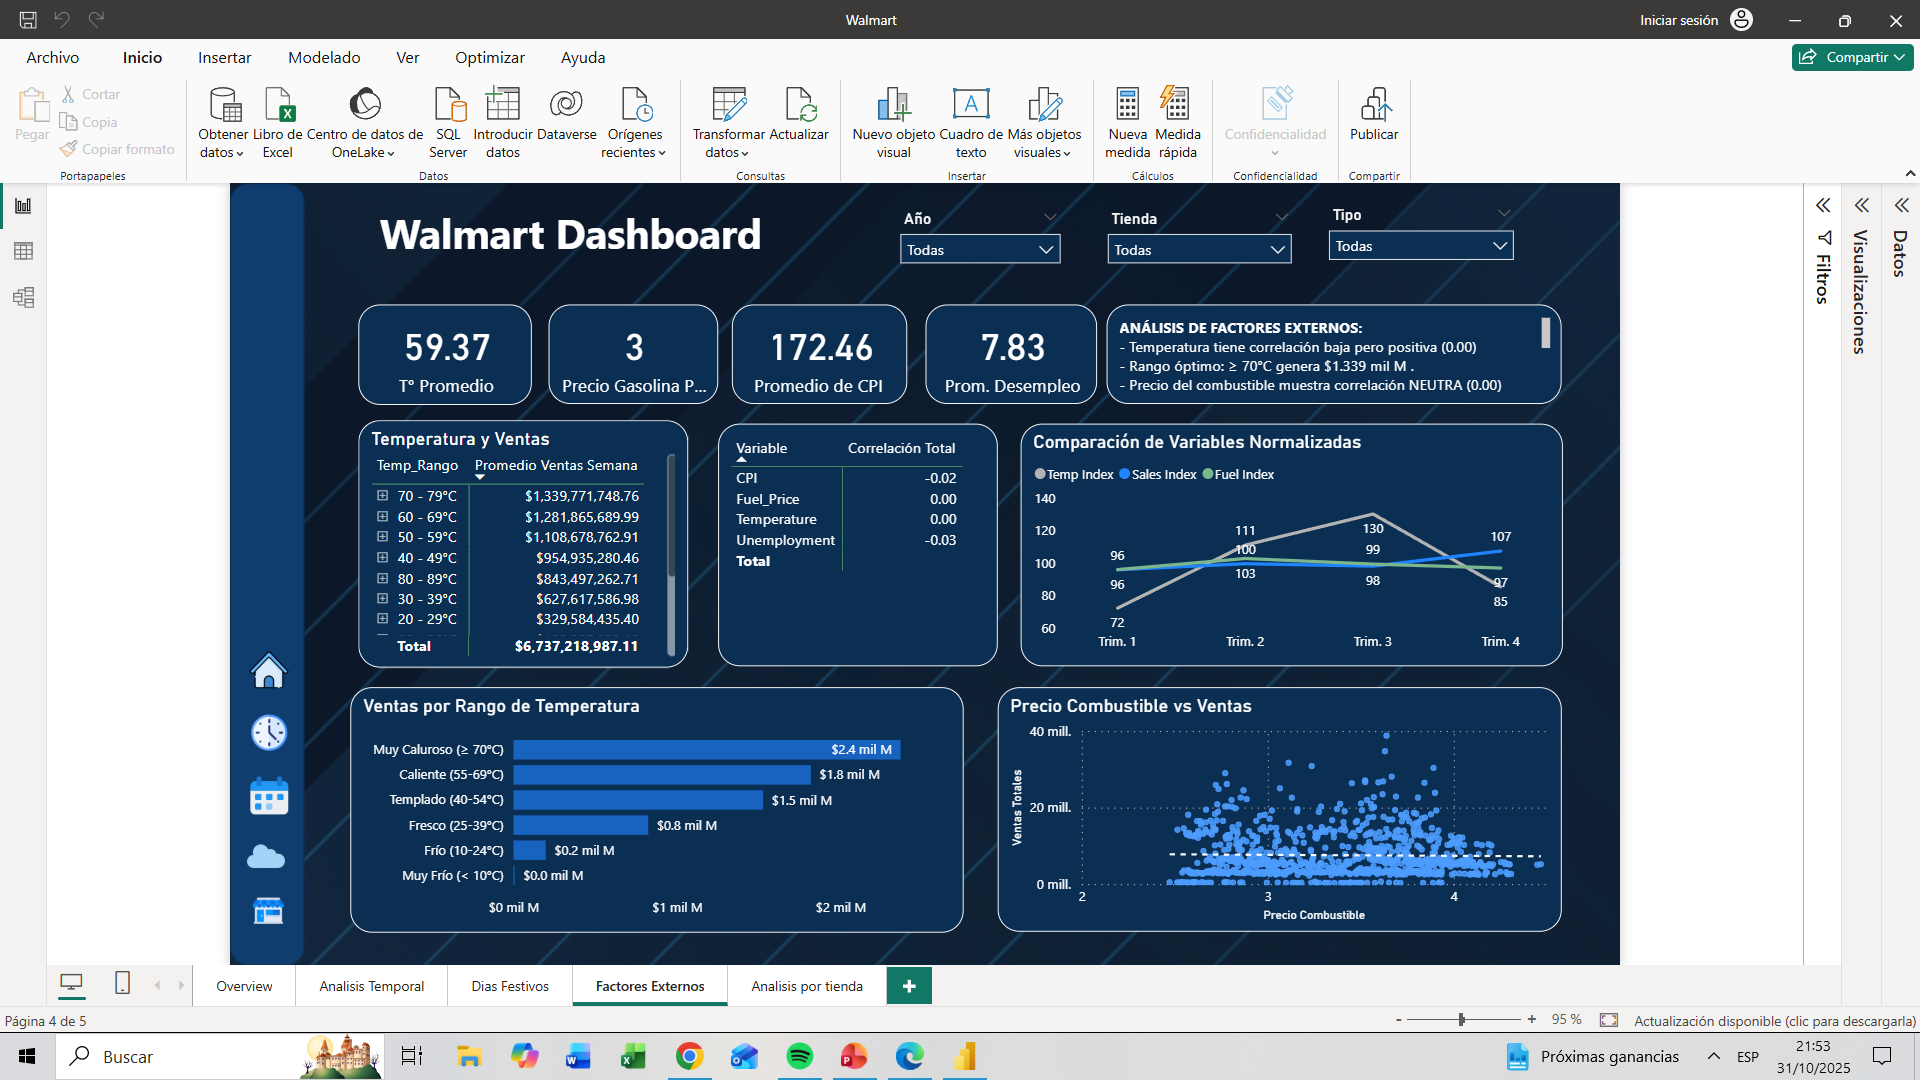 Walmart
Iniciar sesión
Archivo
Inicio
Insertar
Modelado
Ver
Optimizar
Ayuda
Compartir
Pegar
Cortar
Copia
Copiar formato
Portapapeles
Obtener datos
Libro de Excel
Centro de datos de OneLake
SQL Server
Introducir datos
Dataverse
Orígenes recientes
Datos
Transformar datos
Actualizar
Consultas
Nuevo objeto visual
Cuadro de texto
Más objetos visuales
Insertar
Nueva medida
Medida rápida
Cálculos
Confidencialidad
Confidencialidad
Publicar
Compartir
Walmart Dashboard
Año
Todas
Tienda
Todas
Tipo
Todas
Filtros
Visualizaciones
Datos
59.37
T° Promedio
3
Precio Gasolina P...
172.46
Promedio de CPI
7.83
Prom. Desempleo
ANÁLISIS DE FACTORES EXTERNOS:
- Temperatura tiene correlación baja pero positiva (0.00)
- Rango óptimo: ≥ 70°C genera $1.339 mil M .
- Precio del combustible muestra correlación NEUTRA (0.00)
Temperatura y Ventas
Temp_Rango Promedio Ventas Semana
70 - 79°C $1,339,771,748.76
60 - 69°C $1,281,865,689.99
50 - 59°C $1,108,678,762.91
40 - 49°C $954,935,280.46
80 - 89°C $843,497,262.71
30 - 39°C $627,617,586.98
20 - 29°C $329,584,435.40
Total $6,737,218,987.11
Variable Correlación Total
CPI -0.02
Fuel_Price 0.00
Temperature 0.00
Unemployment -0.03
Total
Comparación de Variables Normalizadas
Temp Index Sales Index Fuel Index
140
120
100
80
60
96
96
72
111
100
103
130
99
98
107
97
85
Trim. 1 Trim. 2 Trim. 3 Trim. 4
Ventas por Rango de Temperatura
Muy Caluroso (≥ 70°C) $2.4 mil M
Caliente (55-69°C) $1.8 mil M
Templado (40-54°C) $1.5 mil M
Fresco (25-39°C) $0.8 mil M
Frío (10-24°C) $0.2 mil M
Muy Frío (< 10°C) $0.0 mil M
$0 mil M $1 mil M $2 mil M
Precio Combustible vs Ventas
Ventas Totales
40 mill.
20 mill.
0 mill.
2 3 4
Precio Combustible
Overview
Analisis Temporal
Dias Festivos
Factores Externos
Analisis por tienda
+
Página 4 de 5
- + 95 %
Actualización disponible (clic para descargarla)
Buscar
Próximas ganancias
ESP
21:53
31/10/2025